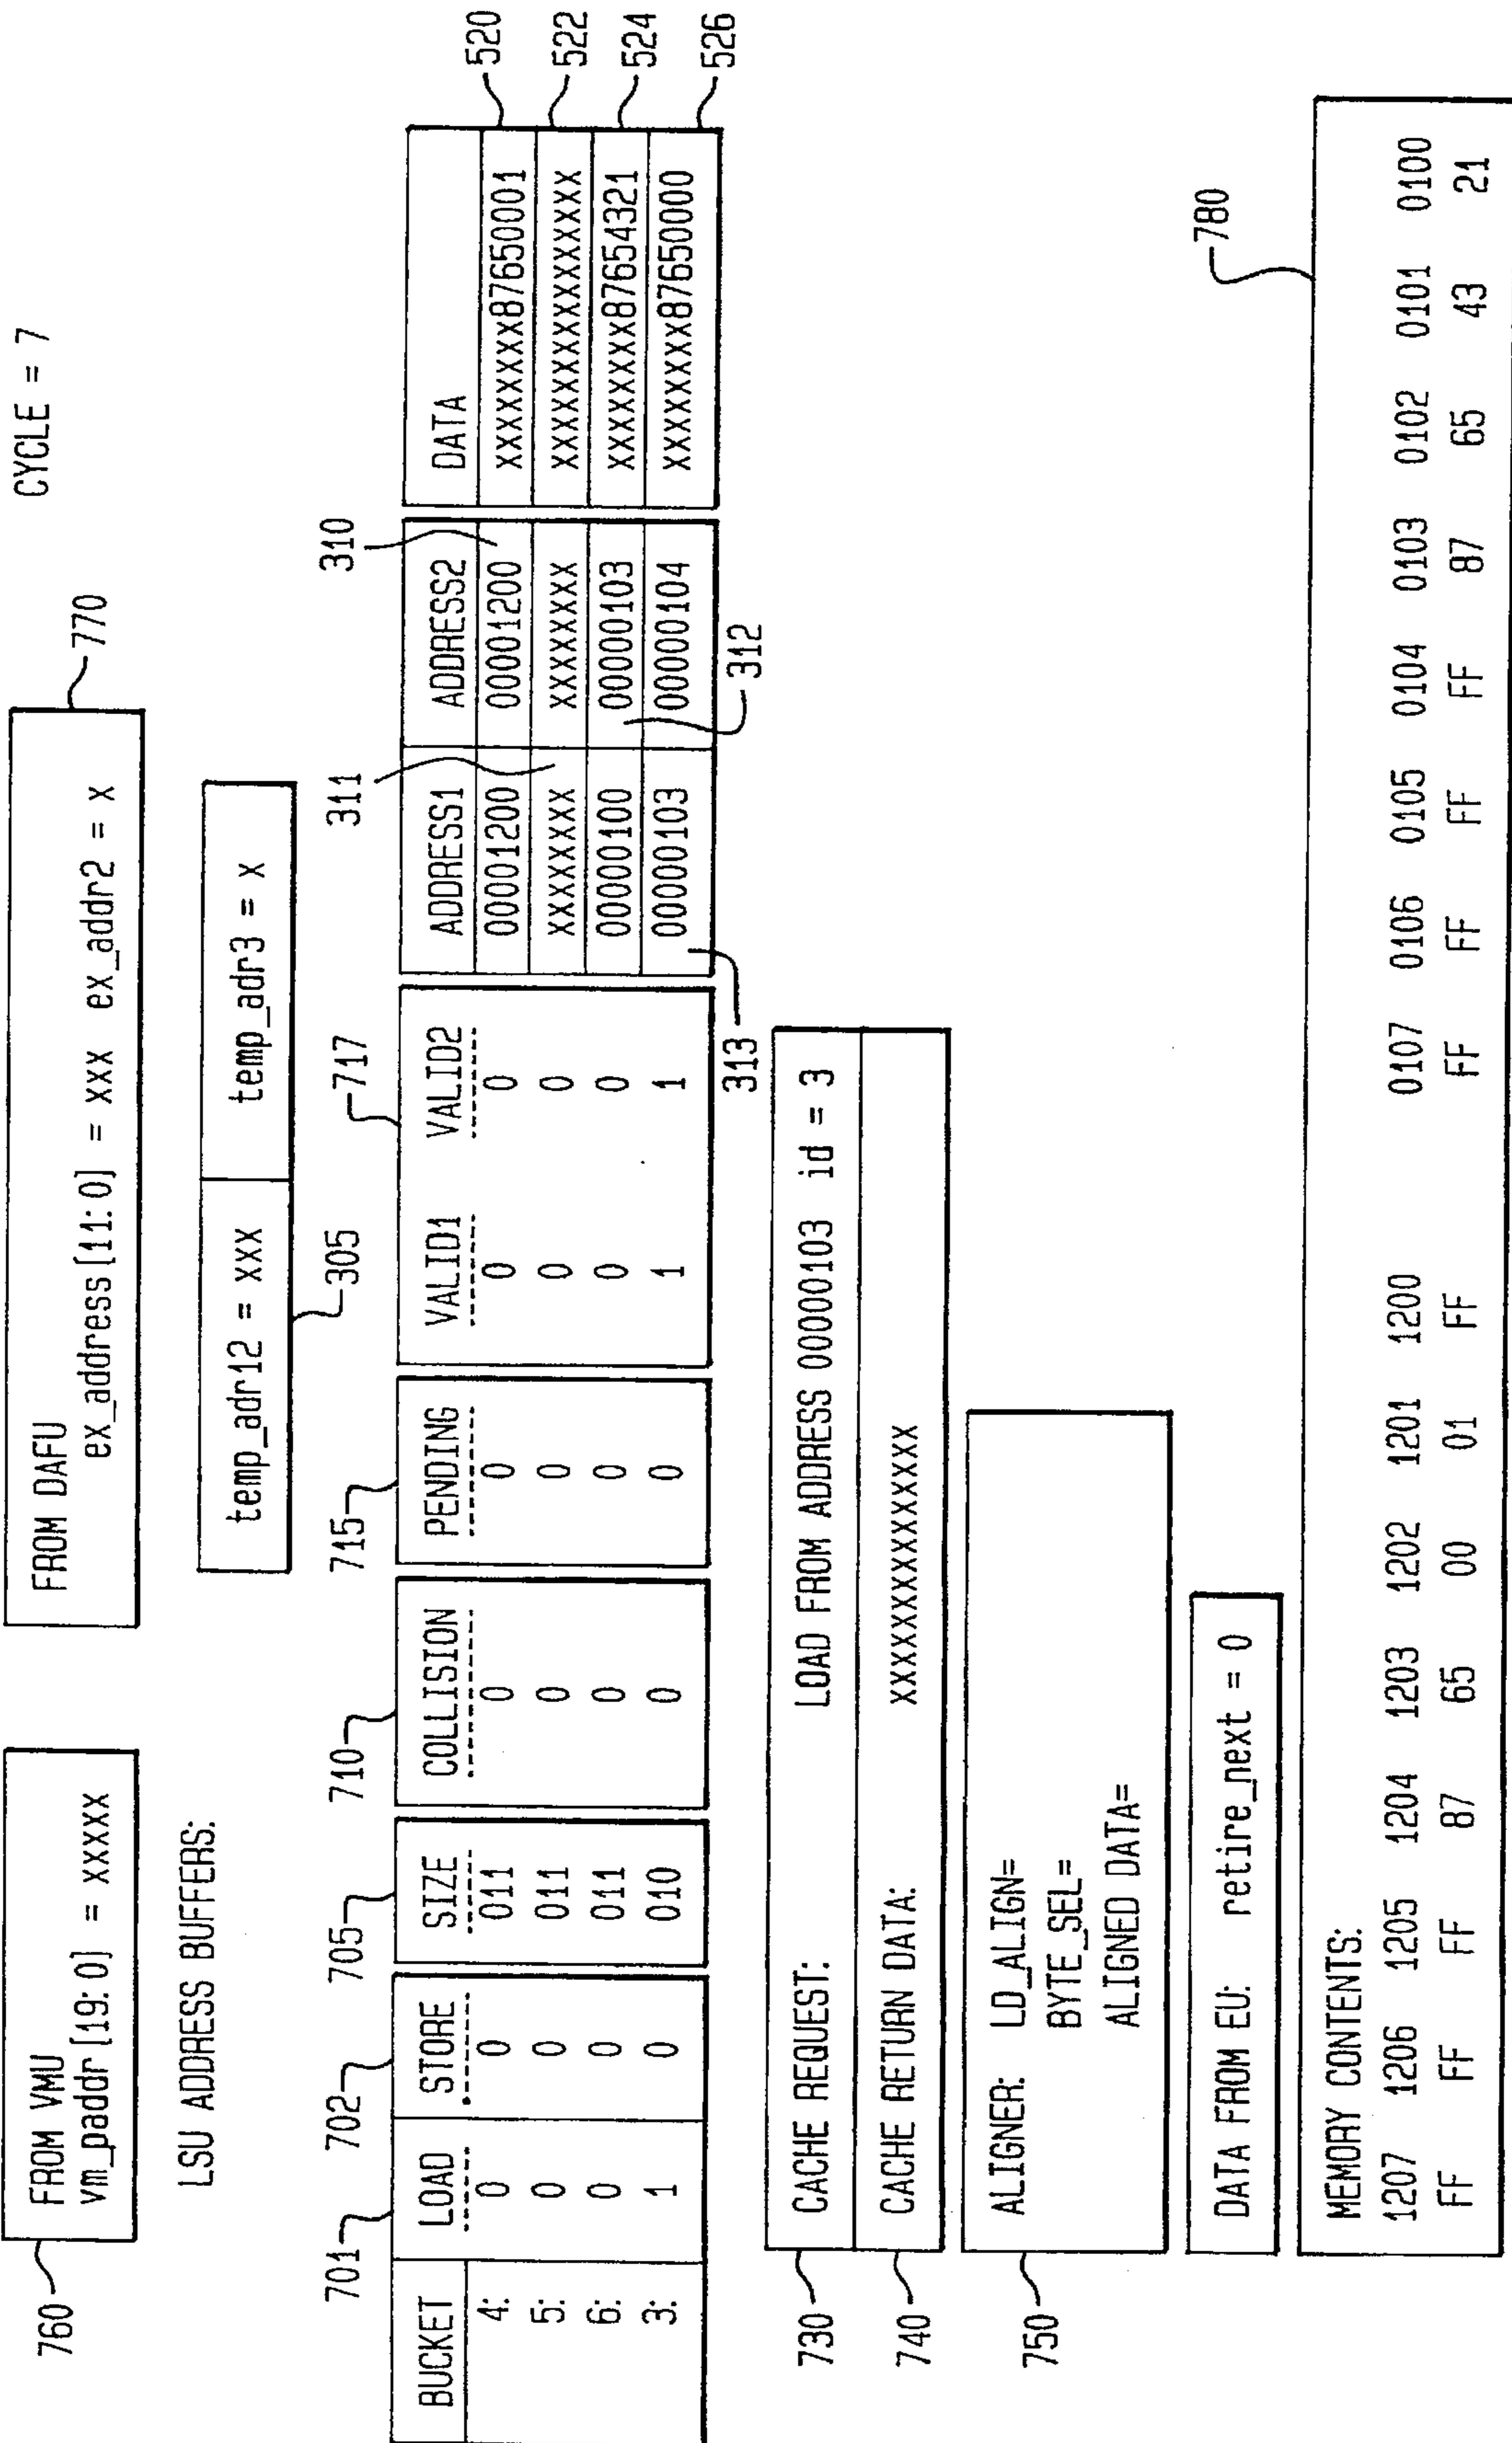 CYCLE = 7
FROM VMU
vm_paddr [19:0] = XXXXX
760
FROM DAFU
ex_address[11:0] = XXX ex_addr2 = X
770
LSU ADDRESS BUFFERS:
temp_adr12 = XXX temp_adr3 = X
305
701 702 705 710 715 717 311 310
BUCKET LOAD STORE SIZE COLLISION PENDING VALID1 VALID2 ADDRESS1 ADDRESS2 DATA
4: 0 0 011 0 0 0 0 00001200 00001200 XXXXXXX87650001 520
5: 0 0 011 0 0 0 0 XXXXXXXX XXXXXXXX XXXXXXXXXXXXXXX 522
6: 0 0 011 0 0 0 0 00000100 00000103 XXXXXXX87654321 524
3: 1 0 010 0 0 1 1 00000103 00000104 XXXXXXX87650000 526
313 312
730 CACHE REQUEST: LOAD FROM ADDRESS 00000103 id = 3
740 CACHE RETURN DATA: XXXXXXXXXXXXXXXX
750 ALIGNER: LD_ALIGN=
BYTE_SEL=
ALIGNED DATA=
DATA FROM EU: retire_next = 0
780
MEMORY CONTENTS:
1207 1206 1205 1204 1203 1202 1201 1200 0107 0106 0105 0104 0103 0102 0101 0100
FF FF FF 87 65 00 01 FF FF FF FF FF 87 65 43 21